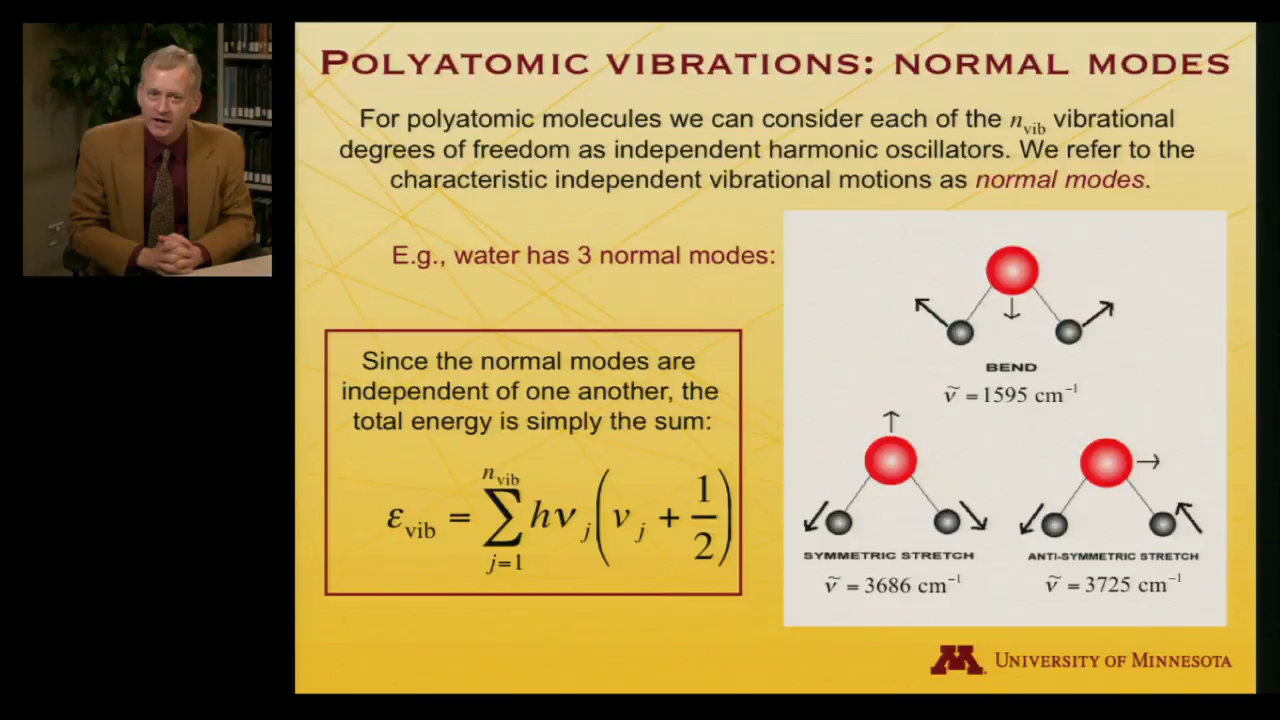 POLYATOMIC VIBRATIONS: NORMAL MODES
For polyatomic molecules we can consider each of the n_vib vibrational
degrees of freedom as independent harmonic oscillators. We refer to the
characteristic independent vibrational motions as normal modes.
E.g., water has 3 normal modes:
BEND
ν̃ = 1595 cm⁻¹
SYMMETRIC STRETCH
ν̃ = 3686 cm⁻¹
ANTI-SYMMETRIC STRETCH
ν̃ = 3725 cm⁻¹
Since the normal modes are
independent of one another, the
total energy is simply the sum:
ε_vib = ∑_{j=1}^{n_vib} hν_j (v_j + 1/2)
M UNIVERSITY OF MINNESOTA